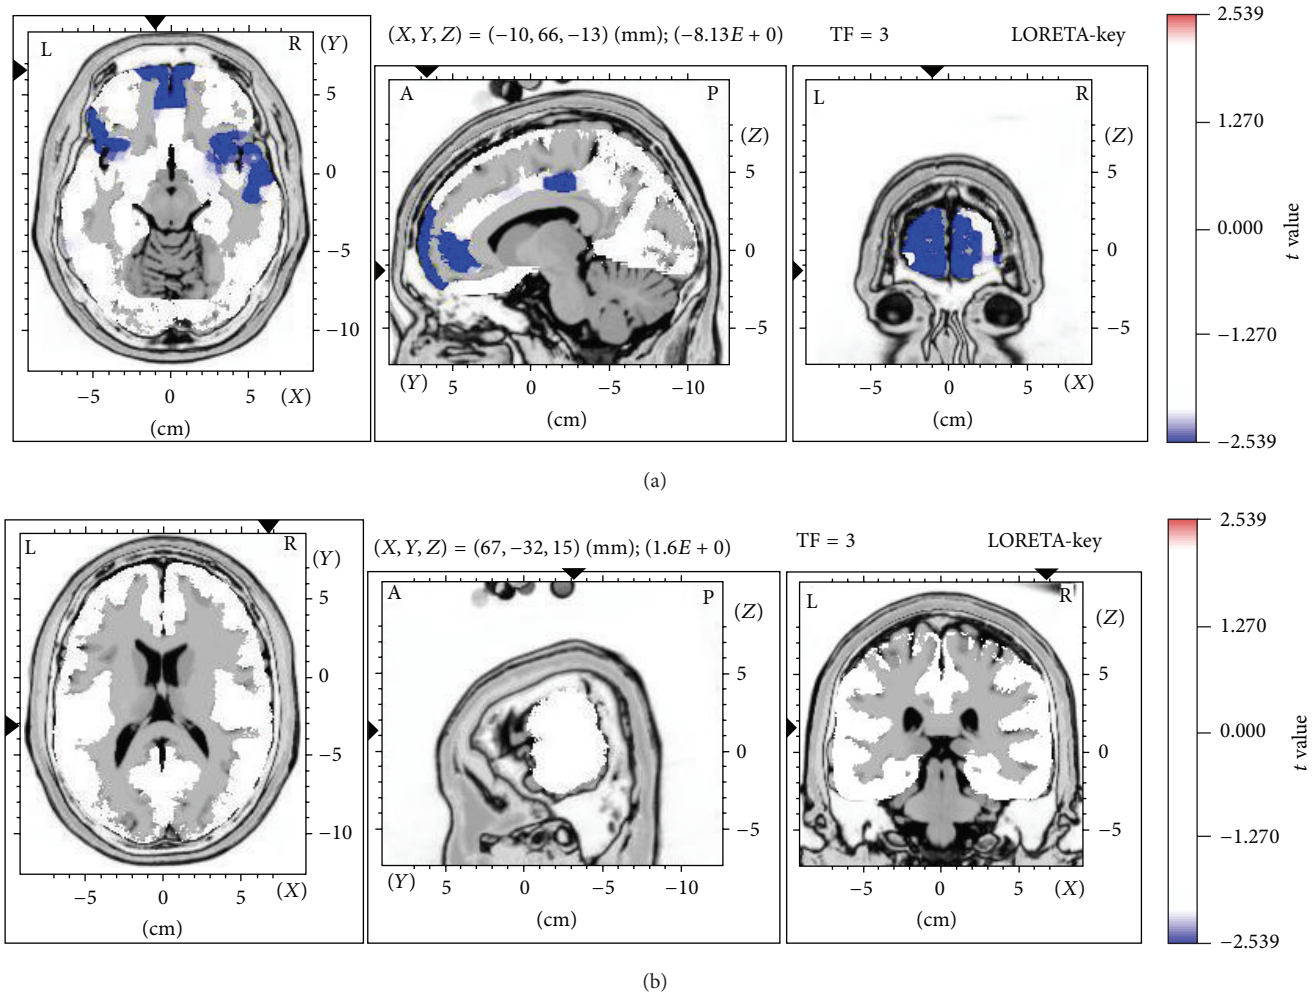 (X, Y, Z) = (−10, 66, −13) (mm); (−8.13E + 0) TF = 3 LORETA-key
L R (Y)
5
0
−5
−10
−5 0 5 (X)
(cm)
A P
(Z)
5
0
−5
(Y) 5 0 −5 −10
(cm)
L R
(Z)
5
0
−5
−5 0 5 (X)
(cm)
2.539
1.270
0.000
−1.270
−2.539
t value
(a)
(X, Y, Z) = (67, −32, 15) (mm); (1.6E + 0) TF = 3 LORETA-key
L R (Y)
5
0
−5
−10
−5 0 5 (X)
(cm)
A P
(Z)
5
0
−5
(Y) 5 0 −5 −10
(cm)
L R
(Z)
5
0
−5
−5 0 5 (X)
(cm)
2.539
1.270
0.000
−1.270
−2.539
t value
(b)